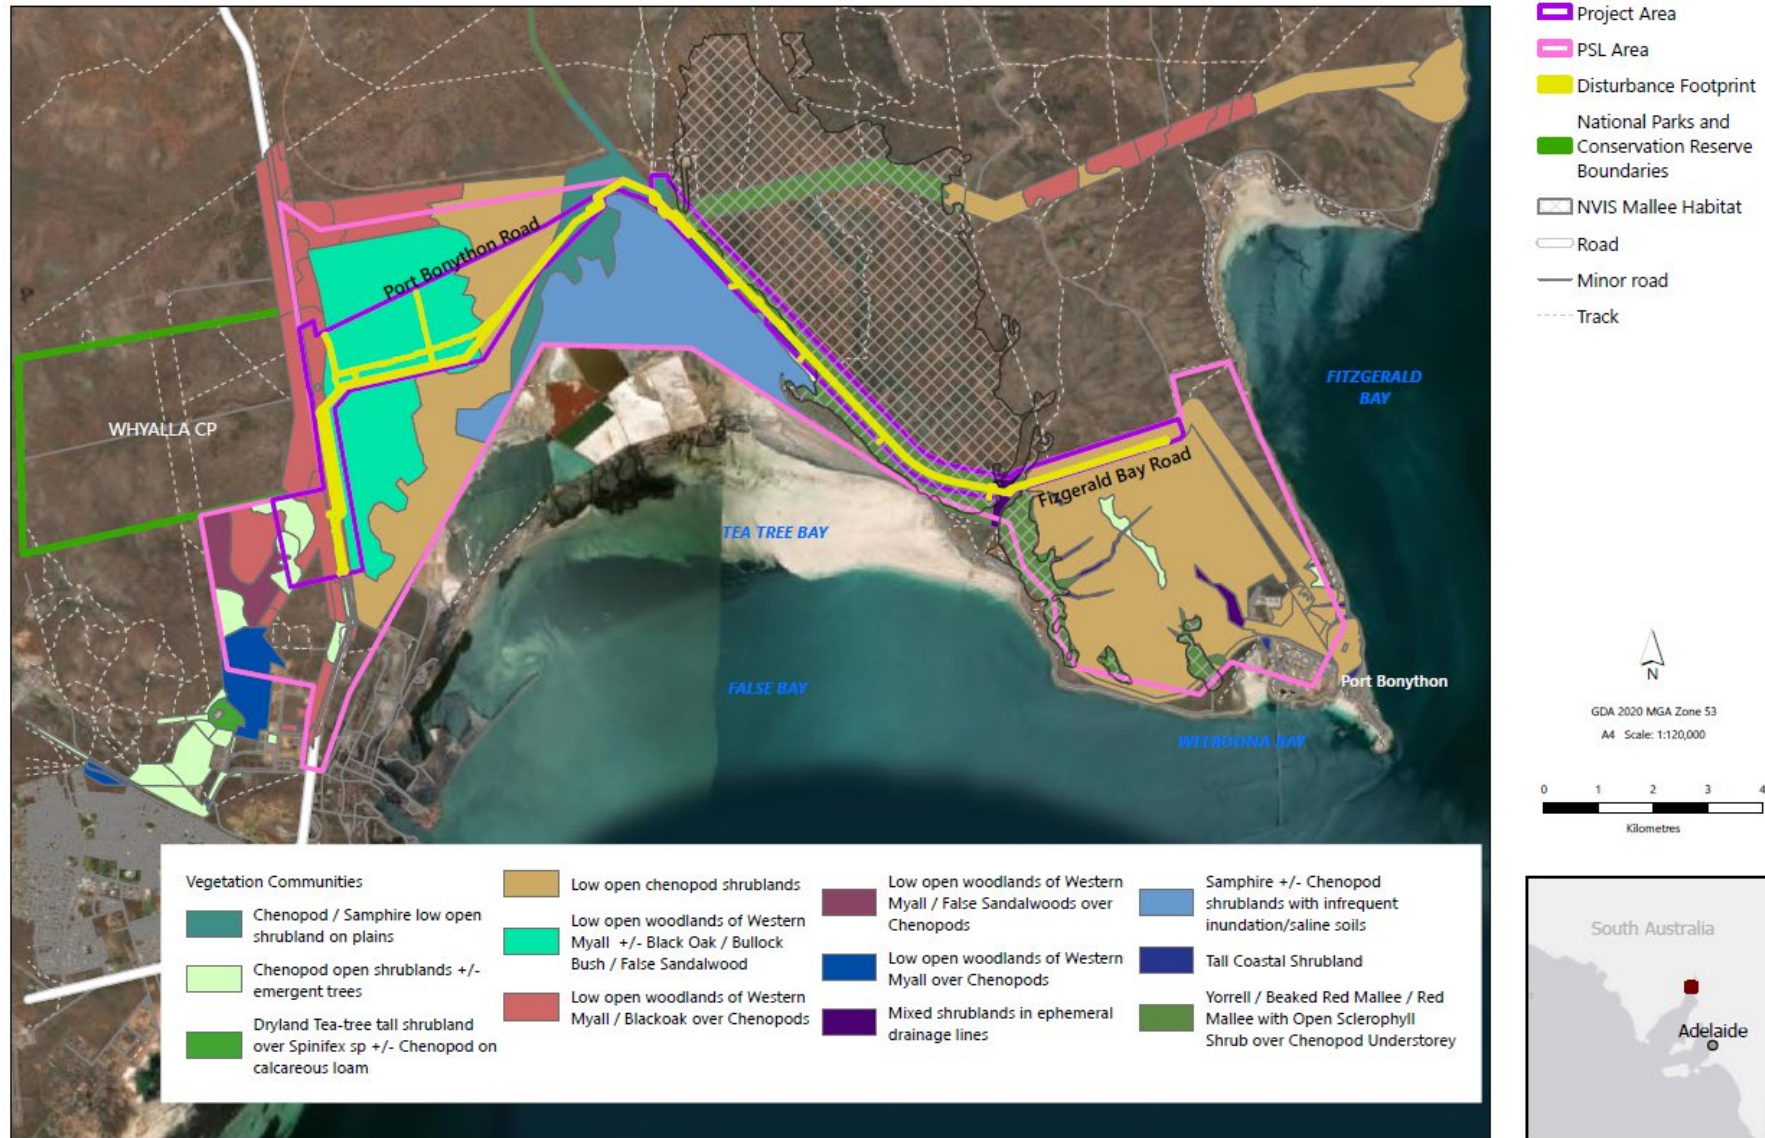 Project Area
PSL Area
Disturbance Footprint
National Parks and
Conservation Reserve
Boundaries
NVIS Mallee Habitat
Road
Minor road
Track
Port Bonython Road
WHYALLA CP
FITZGERALD
BAY
Fizgerald Bay Road
TEA TREE BAY
FALSE BAY
Port Bonython
WEEROONA BAY
N
GDA 2020 MGA Zone 53
A4 Scale: 1:120,000
0 1 2 3 4
Kilometres
Vegetation Communities
Chenopod / Samphire low open
shrubland on plains
Chenopod open shrublands +/-
emergent trees
Dryland Tea-tree tall shrubland
over Spinifex sp +/- Chenopod on
calcareous loam
Low open chenopod shrublands
Low open woodlands of Western
Myall +/- Black Oak / Bullock
Bush / False Sandalwood
Low open woodlands of Western
Myall / Blackoak over Chenopods
Low open woodlands of Western
Myall / False Sandalwoods over
Chenopods
Low open woodlands of Western
Myall over Chenopods
Mixed shrublands in ephemeral
drainage lines
Samphire +/- Chenopod
shrublands with infrequent
inundation/saline soils
Tall Coastal Shrubland
Yorrell / Beaked Red Mallee / Red
Mallee with Open Sclerophyll
Shrub over Chenopod Understorey
South Australia
Adelaide